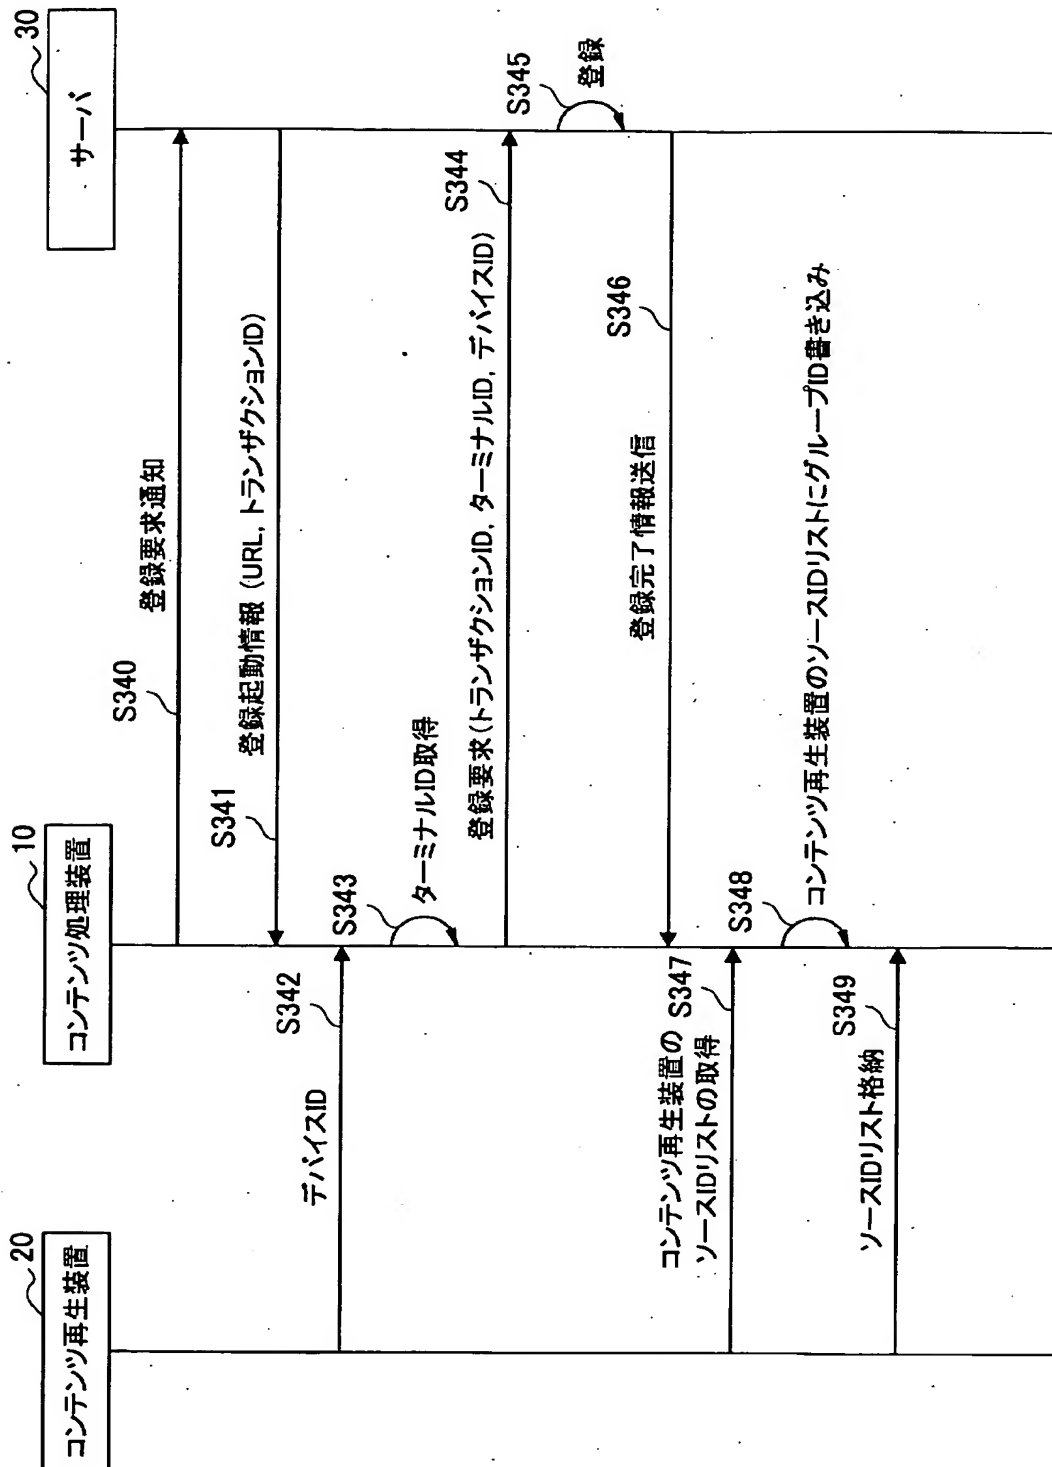 20
コンテンツ再生装置
10
コンテンツ処理装置
30
サーバ
S340
登録要求通知
S341
登録起動情報 (URL, トランザクションID)
S342
デバイスID
S343
ターミナルID取得
S344
登録要求(トランザクションID, ターミナルID, デバイスID)
S345
登録
S346
登録完了情報送信
S347
コンテンツ再生装置の
ソースIDリストの取得
S348
コンテンツ再生装置のソースIDリストにグループID書き込み
S349
ソースIDリスト格納